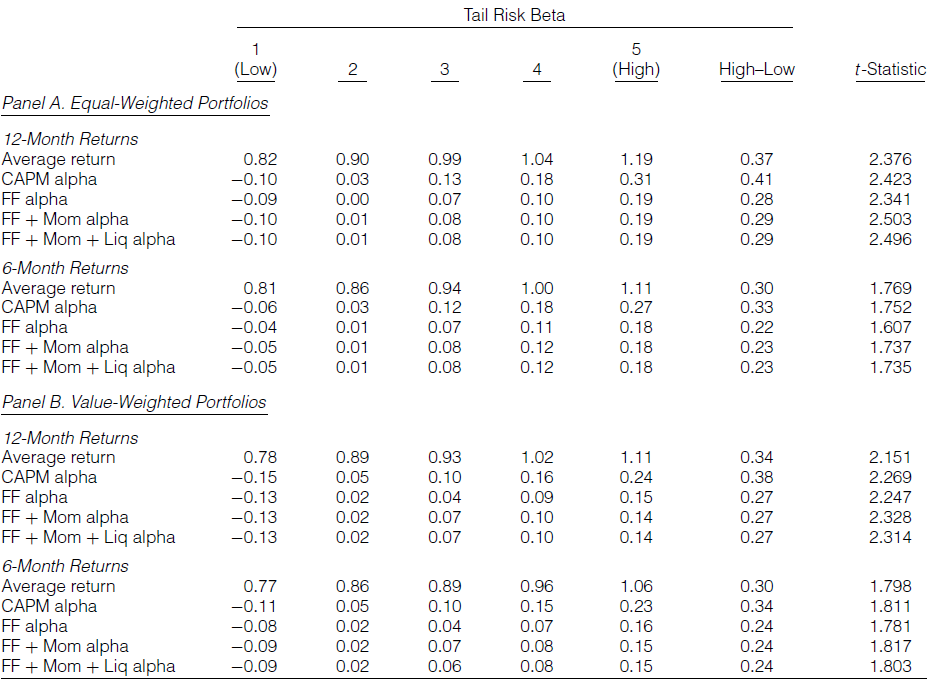 Tail Risk Beta
1 5
(Low) 2 3 4 (High) High–Low t-Statistic
Panel A. Equal-Weighted Portfolios
12-Month Returns
Average return 0.82 0.90 0.99 1.04 1.19 0.37 2.376
CAPM alpha −0.10 0.03 0.13 0.18 0.31 0.41 2.423
FF alpha −0.09 0.00 0.07 0.10 0.19 0.28 2.341
FF + Mom alpha −0.10 0.01 0.08 0.10 0.19 0.29 2.503
FF + Mom + Liq alpha −0.10 0.01 0.08 0.10 0.19 0.29 2.496
6-Month Returns
Average return 0.81 0.86 0.94 1.00 1.11 0.30 1.769
CAPM alpha −0.06 0.03 0.12 0.18 0.27 0.33 1.752
FF alpha −0.04 0.01 0.07 0.11 0.18 0.22 1.607
FF + Mom alpha −0.05 0.01 0.08 0.12 0.18 0.23 1.737
FF + Mom + Liq alpha −0.05 0.01 0.08 0.12 0.18 0.23 1.735
Panel B. Value-Weighted Portfolios
12-Month Returns
Average return 0.78 0.89 0.93 1.02 1.11 0.34 2.151
CAPM alpha −0.15 0.05 0.10 0.16 0.24 0.38 2.269
FF alpha −0.13 0.02 0.04 0.09 0.15 0.27 2.247
FF + Mom alpha −0.13 0.02 0.07 0.10 0.14 0.27 2.328
FF + Mom + Liq alpha −0.13 0.02 0.07 0.10 0.14 0.27 2.314
6-Month Returns
Average return 0.77 0.86 0.89 0.96 1.06 0.30 1.798
CAPM alpha −0.11 0.05 0.10 0.15 0.23 0.34 1.811
FF alpha −0.08 0.02 0.04 0.07 0.16 0.24 1.781
FF + Mom alpha −0.09 0.02 0.07 0.08 0.15 0.24 1.817
FF + Mom + Liq alpha −0.09 0.02 0.06 0.08 0.15 0.24 1.803